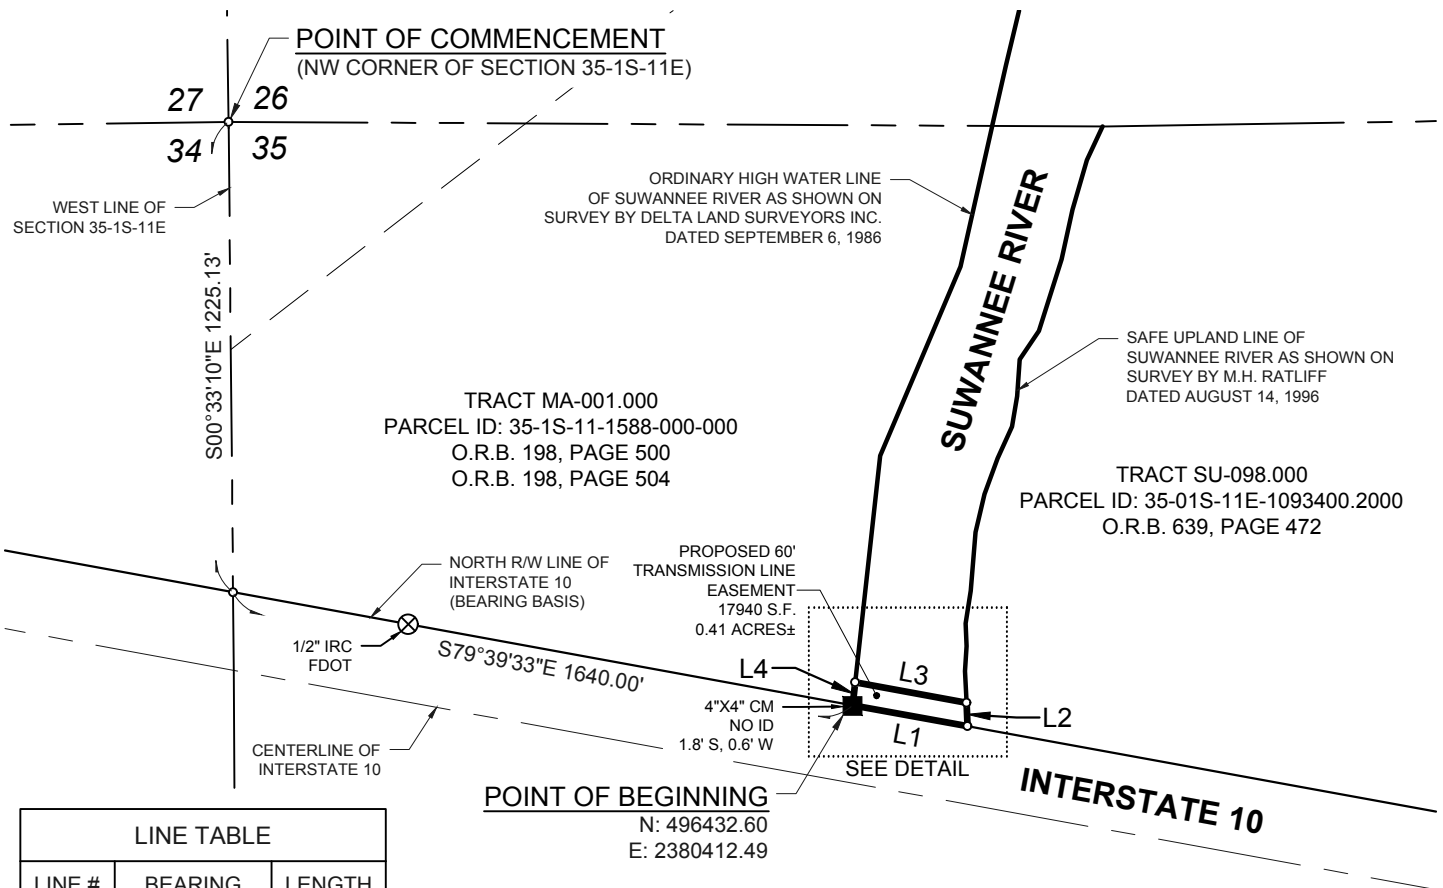 POINT OF COMMENCEMENT
(NW CORNER OF SECTION 35-1S-11E)
27 26
34 35
WEST LINE OF
SECTION 35-1S-11E
S00°33'10"E 1225.13'
ORDINARY HIGH WATER LINE
OF SUWANNEE RIVER AS SHOWN ON
SURVEY BY DELTA LAND SURVEYORS INC.
DATED SEPTEMBER 6, 1986
SUWANNEE RIVER
SAFE UPLAND LINE OF
SUWANNEE RIVER AS SHOWN ON
SURVEY BY M.H. RATLIFF
DATED AUGUST 14, 1996
TRACT MA-001.000
PARCEL ID: 35-1S-11-1588-000-000
O.R.B. 198, PAGE 500
O.R.B. 198, PAGE 504
TRACT SU-098.000
PARCEL ID: 35-01S-11E-1093400.2000
O.R.B. 639, PAGE 472
NORTH R/W LINE OF
INTERSTATE 10
(BEARING BASIS)
PROPOSED 60'
TRANSMISSION LINE
EASEMENT
17940 S.F.
0.41 ACRES±
1/2" IRC
FDOT
S79°39'33"E 1640.00'
L4
L3
L2
L1
4"X4" CM
NO ID
1.8' S, 0.6' W
SEE DETAIL
CENTERLINE OF
INTERSTATE 10
POINT OF BEGINNING
N: 496432.60
E: 2380412.49
INTERSTATE 10
LINE TABLE
LINE # BEARING LENGTH